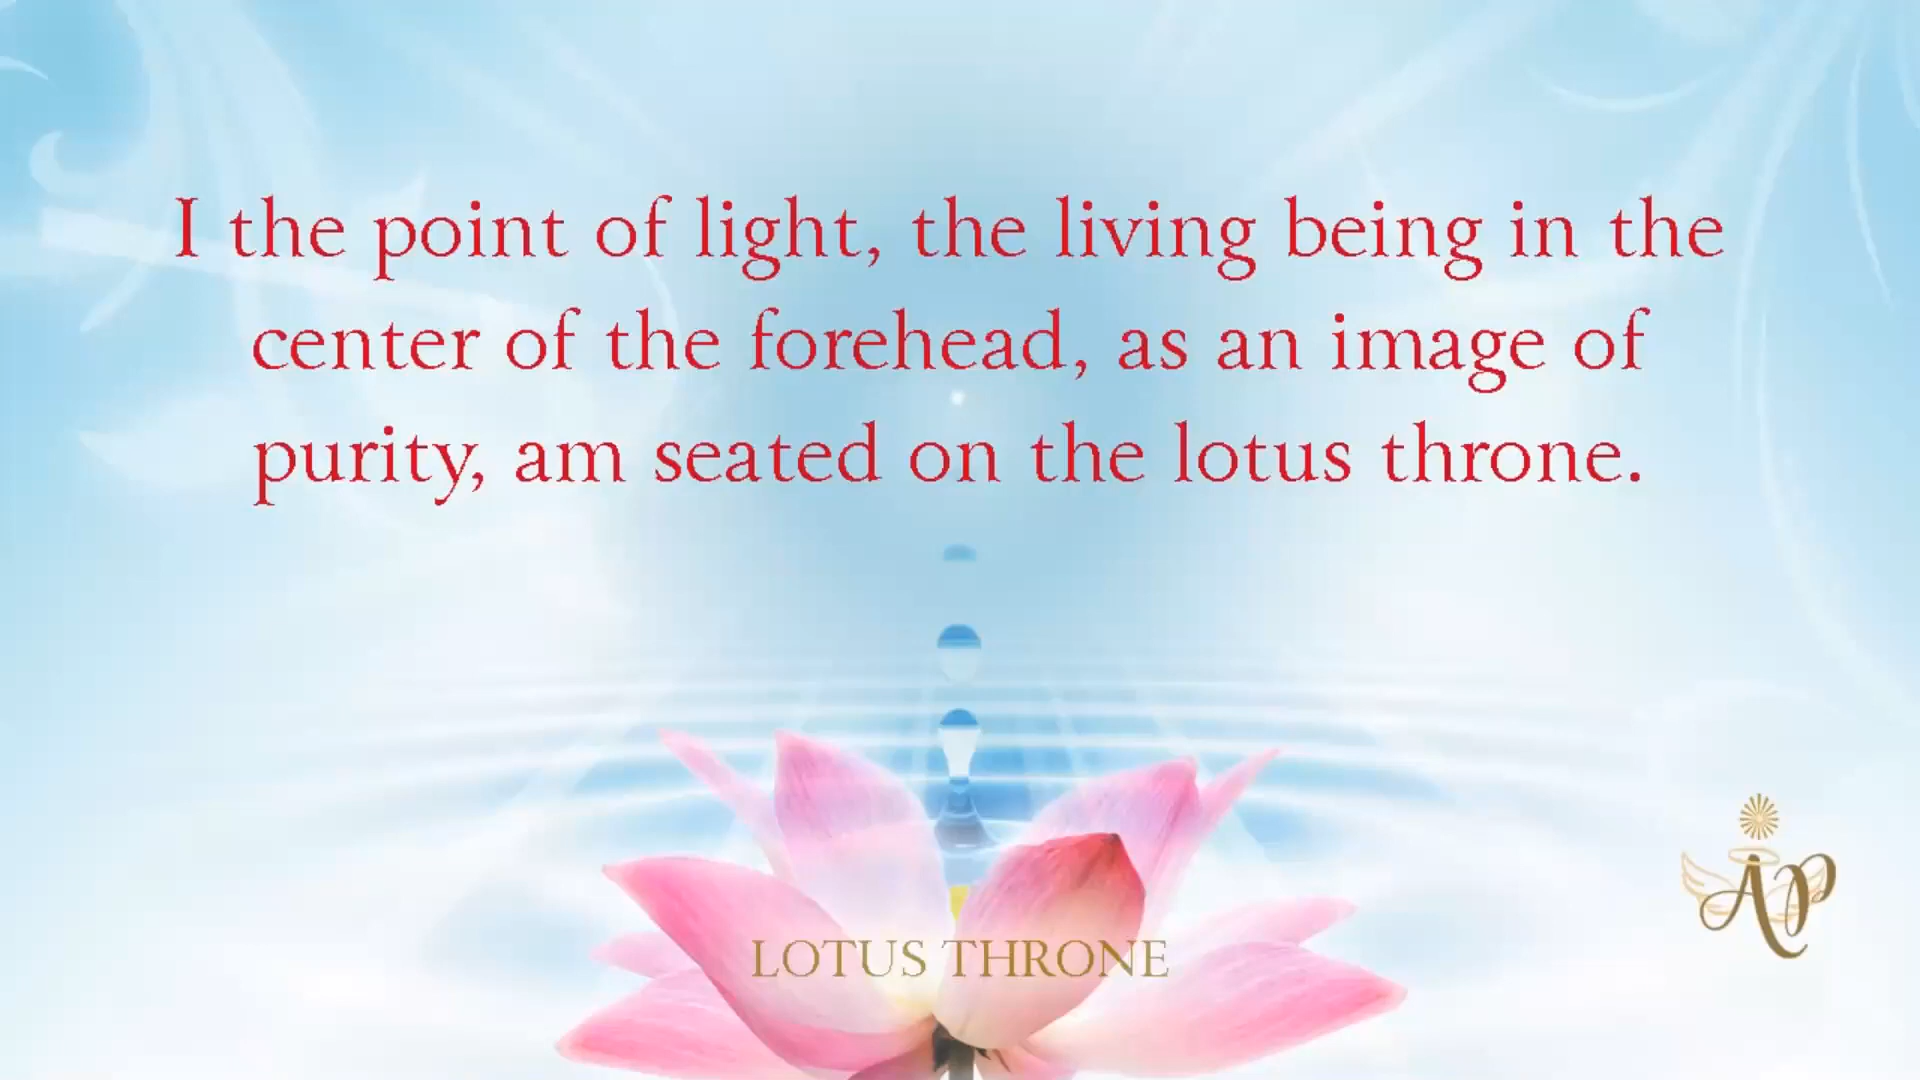 I the point of light, the living being in the
center of the forehead, as an image of
purity, am seated on the lotus throne.
LOTUS THRONE
AP